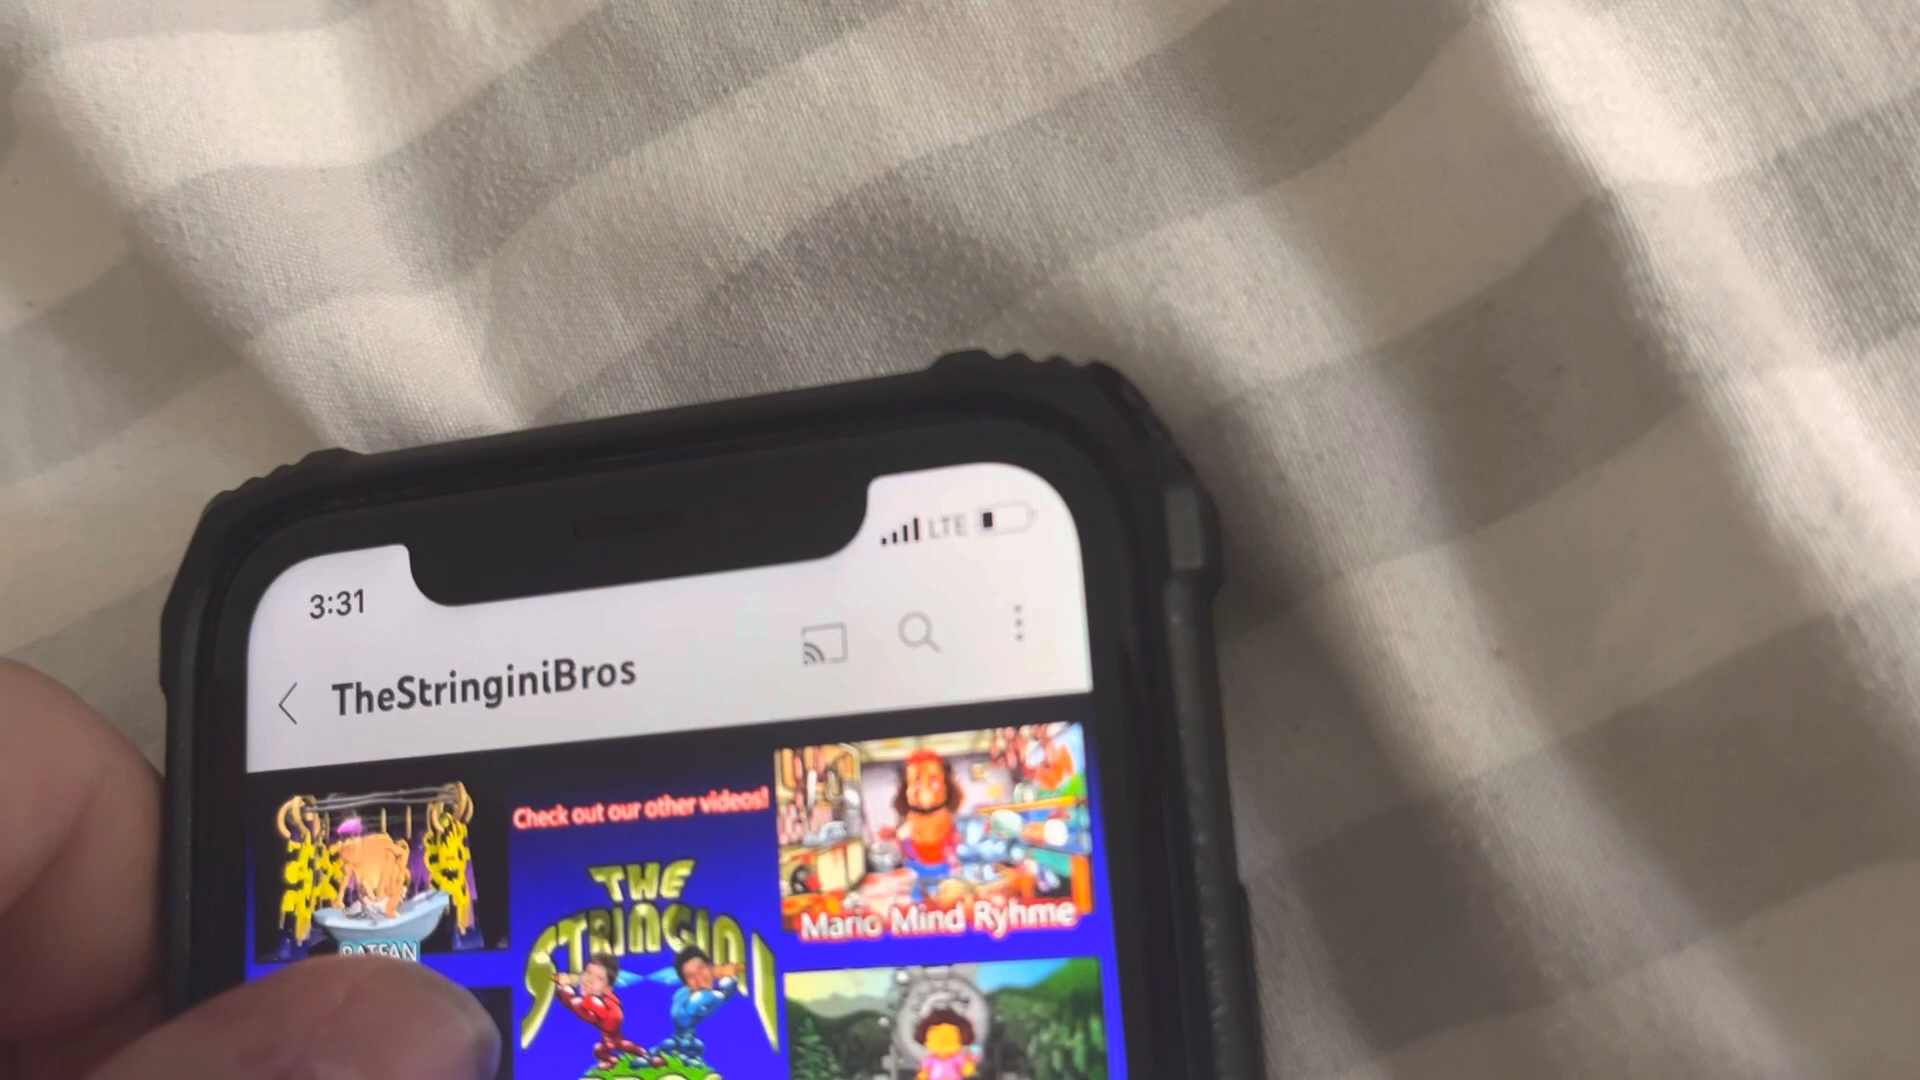 3:31
LTE
TheStringiniBros
Check out our other videos!
THE
STRINGINI
Mario Mind Ryhme